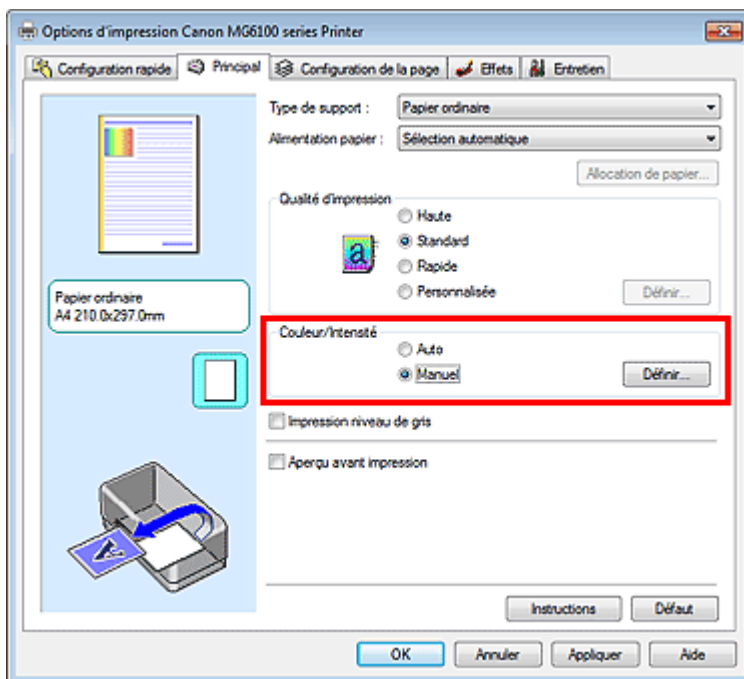 Options d'impression Canon MG6100 series Printer
Configuration rapide Principal Configuration de la page Effets Entretien
Type de support : Papier ordinaire
Alimentation papier : Sélection automatique
Allocation de papier...
Qualité d'impression
Haute
a Standard
Rapide
Personnalisée Définir...
Papier ordinaire
A4 210.0x297.0mm
Couleur/Intensité
Auto
Manuel Définir...
Impression niveau de gris
Aperçu avant impression
A
Instructions Défaut
OK Annuler Appliquer Aide